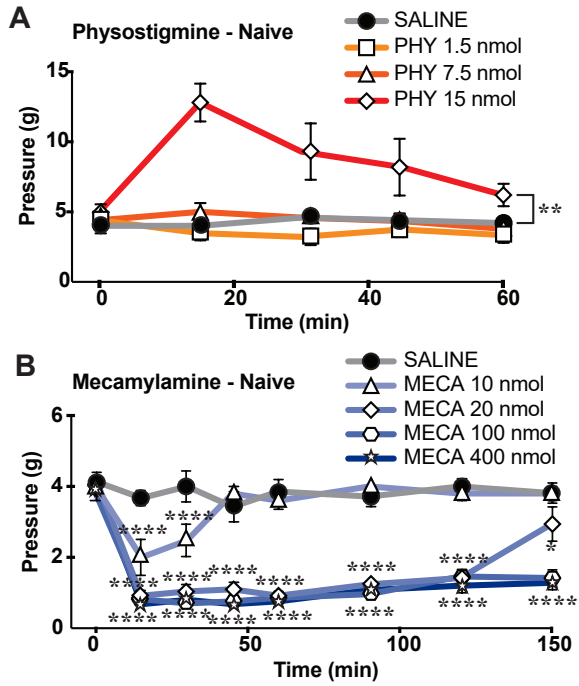 A
Physostigmine - Naive
SALINE
PHY 1.5 nmol
PHY 7.5 nmol
PHY 15 nmol
Pressure (g)
15
10
5
0
**
0 20 40 60
Time (min)
B
Mecamylamine - Naive
SALINE
MECA 10 nmol
MECA 20 nmol
MECA 100 nmol
MECA 400 nmol
Pressure (g)
6
4
2
0
****
****
**** **** **** **** **** ****
*
**** **** **** **** **** **** ****
0 50 100 150
Time (min)